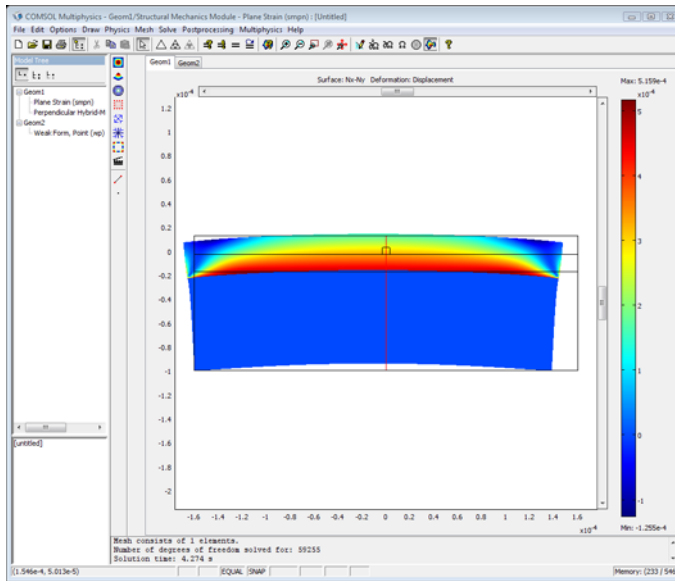 COMSOL Multiphysics - Geom1/Structural Mechanics Module - Plane Strain (smpn) : [Untitled]
File Edit Options Draw Physics Mesh Solve Postprocessing Multiphysics Help
Model Tree
Geom1
Plane Strain (smpn)
Perpendicular Hybrid-M
Geom2
Weak Form, Point (wp)
[untitled]
Geom1 Geom2
Surface: Nx-Ny Deformation: Displacement
Max: 5.159e-4
x10^-4
x10^-4
1.2
1
0.8
0.6
0.4
0.2
0
-0.2
-0.4
-0.6
-0.8
-1
-1.2
-1.4
-1.6
-1.8
-2
-1.6 -1.4 -1.2 -1 -0.8 -0.6 -0.4 -0.2 0 0.2 0.4 0.6 0.8 1 1.2 1.4 1.6
x10^-4
5
4
3
2
1
0
-1
Min: -1.255e-4
Mesh consists of 1 elements.
Number of degrees of freedom solved for: 59255
Solution time: 4.274 s
(1.546e-4, 5.013e-5) EQUAL SNAP Memory: (233 / 546